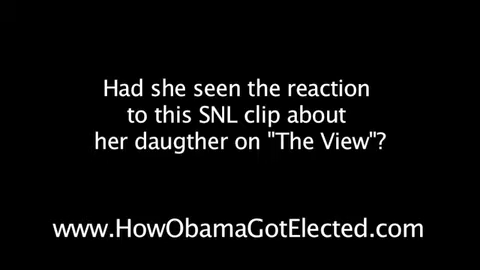 Had she seen the reaction
to this SNL clip about
her daugther on "The View"?
www.HowObamaGotElected.com